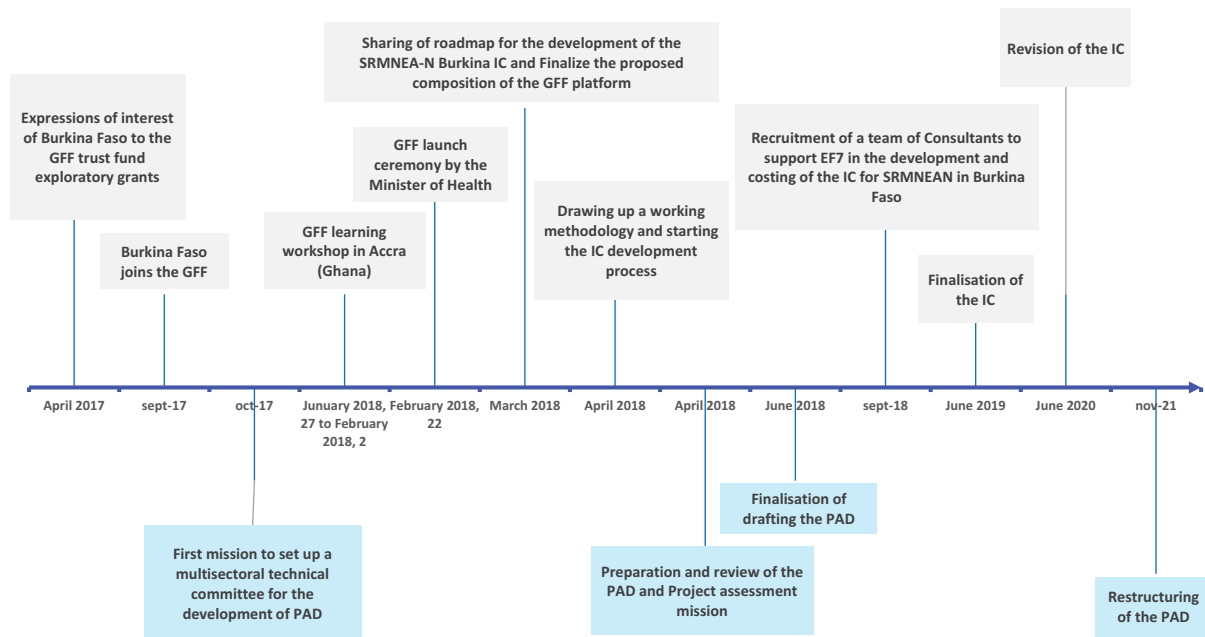 Sharing of roadmap for the development of the
SRMNEA-N Burkina IC and Finalize the proposed
composition of the GFF platform
Revision of the IC
Expressions of interest
of Burkina Faso to the
GFF trust fund
exploratory grants
GFF launch
ceremony by the
Minister of Health
Recruitment of a team of Consultants to
support EF7 in the development and
costing of the IC for SRMNEAN in Burkina
Faso
Burkina Faso
joins the GFF
GFF learning
workshop in Accra
(Ghana)
Drawing up a working
methodology and starting
the IC development
process
Finalisation of
the IC
April 2017
sept-17
oct-17
Junuary 2018,
27 to February
2018, 2
February 2018,
22
March 2018
April 2018
April 2018
June 2018
sept-18
June 2019
June 2020
nov-21
First mission to set up a
multisectoral technical
committee for the
development of PAD
Preparation and review of the
PAD and Project assessment
mission
Finalisation of
drafting the PAD
Restructuring
of the PAD